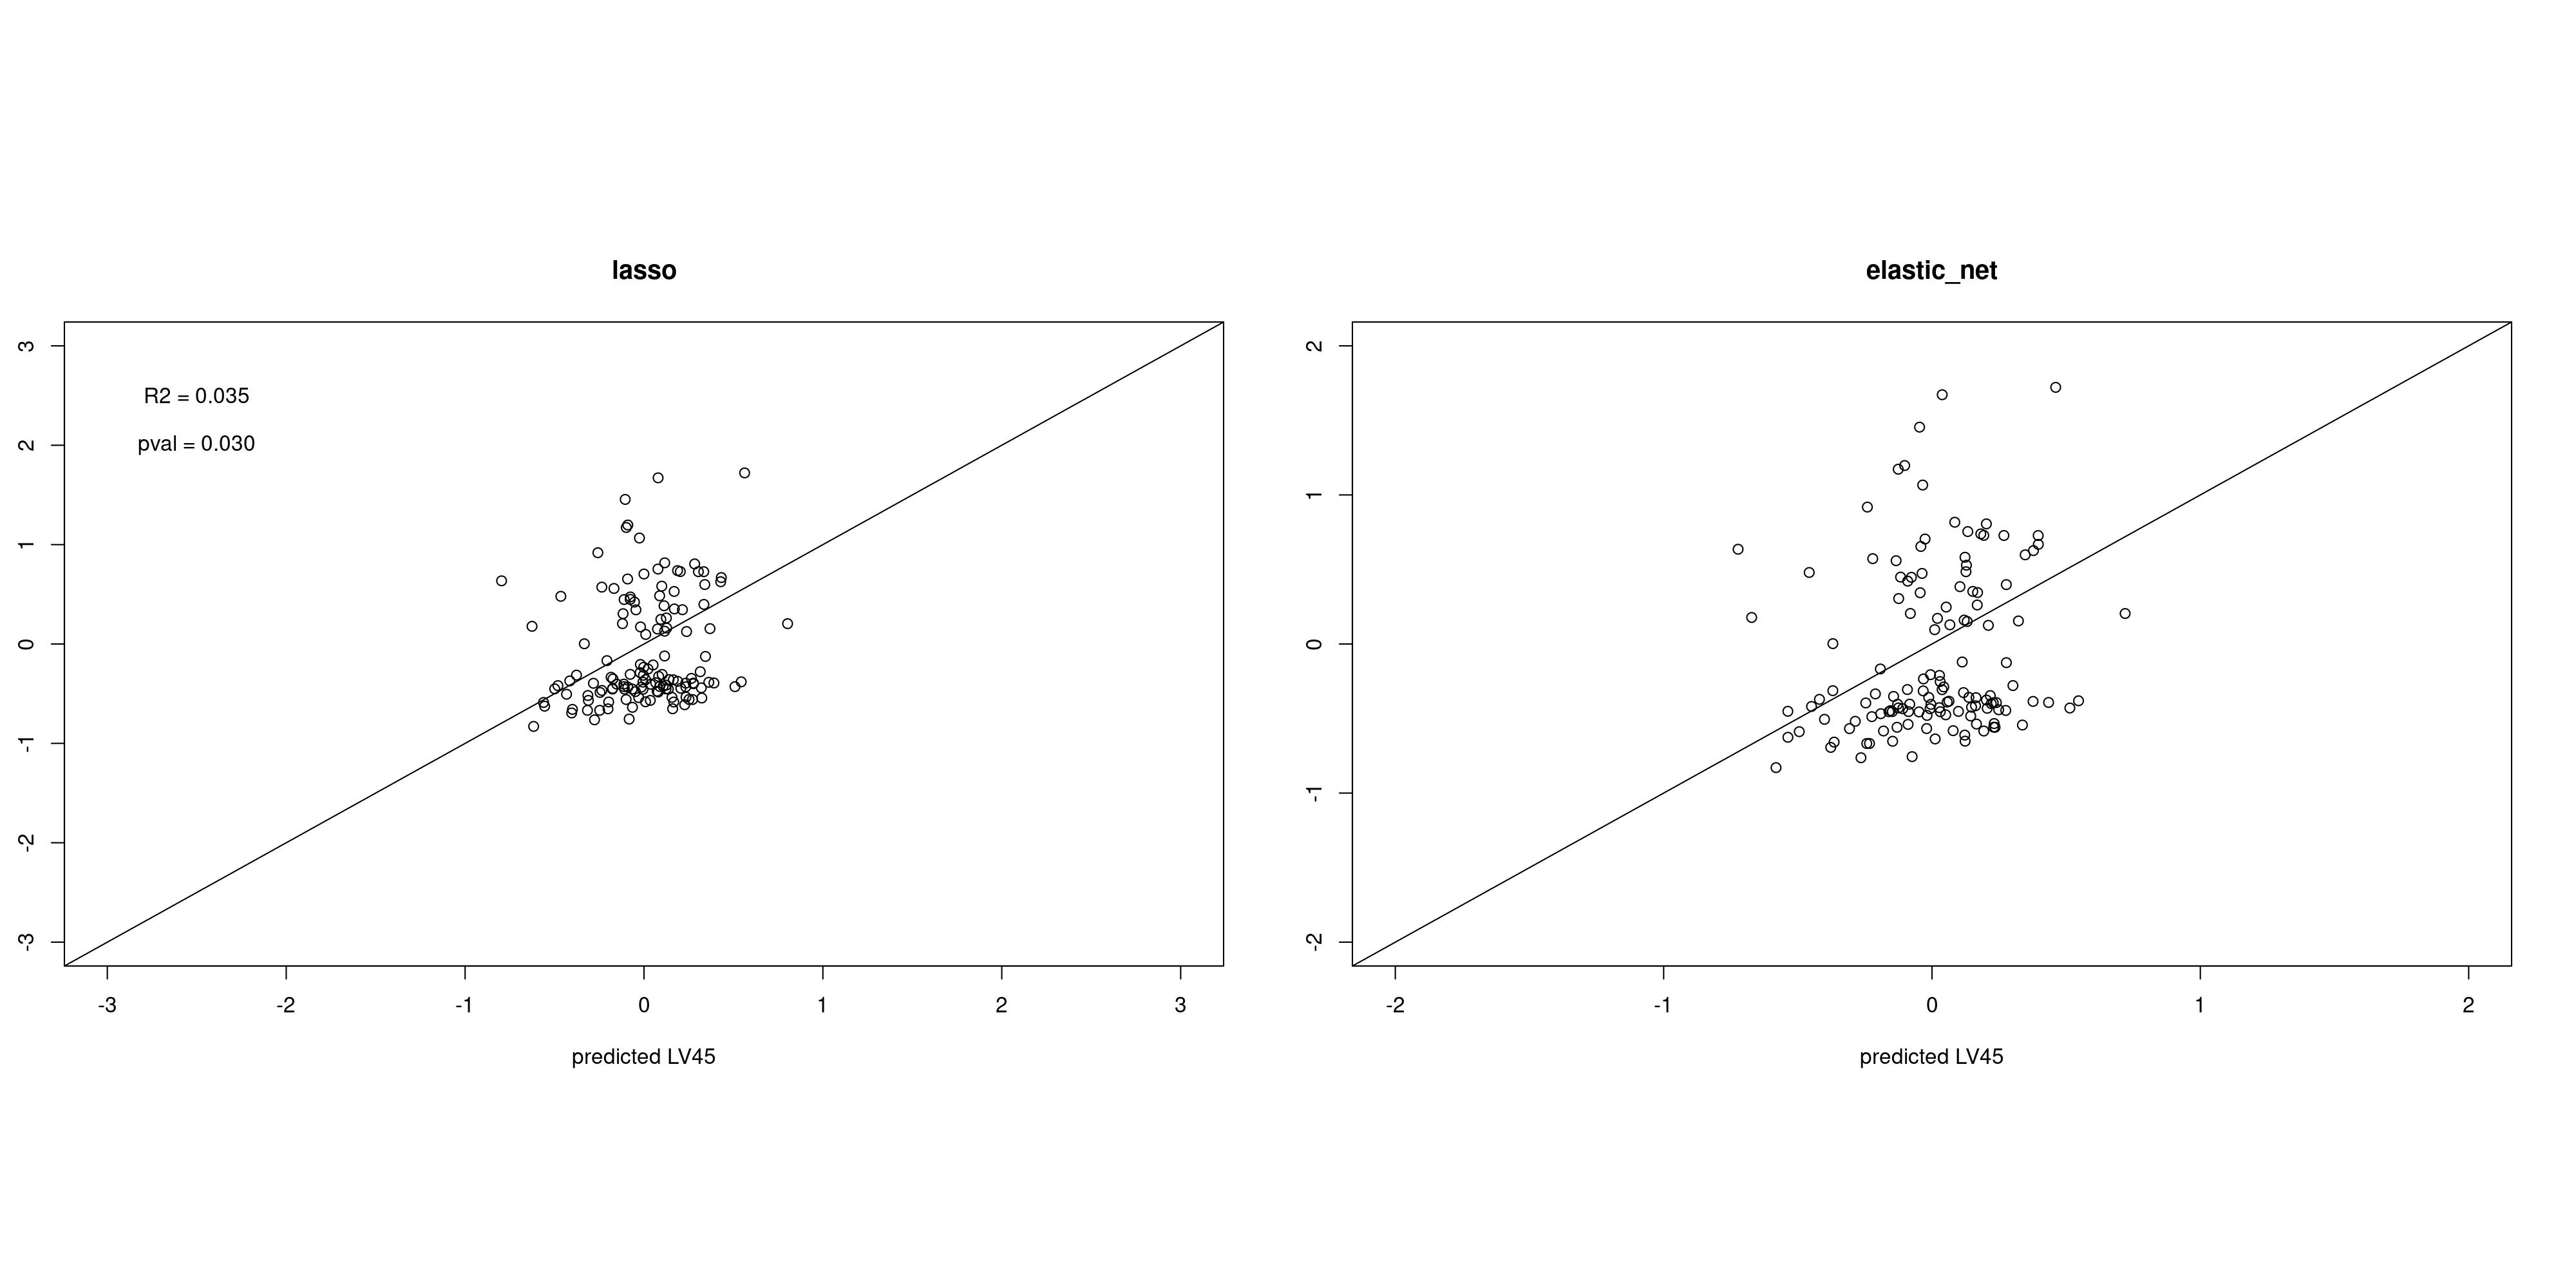 lasso
R2 = 0.035
pval = 0.030
3
2
1
0
-1
-2
-3
-3 -2 -1 0 1 2 3
predicted LV45
elastic_net
2
1
0
-1
-2
-2 -1 0 1 2
predicted LV45